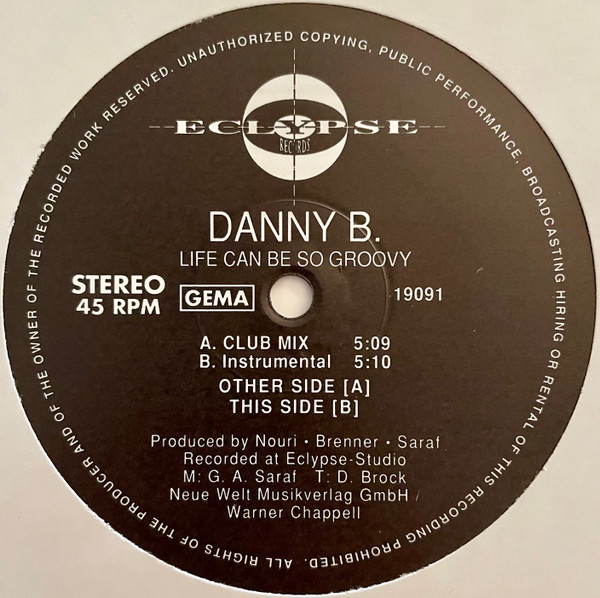 ALL RIGHTS OF THE PRODUCER AND OF THE OWNER OF THE RECORDED WORK RESERVED. UNAUTHORIZED COPYING, PUBLIC PERFORMANCE, BROADCASTING HIRING OR RENTAL OF THIS RECORDING PROHIBITED.
ECLYPSE
RECORDS
DANNY B.
LIFE CAN BE SO GROOVY
STEREO
45 RPM
GEMA
19091
A. CLUB MIX 5:09
B. Instrumental 5:10
OTHER SIDE [A]
THIS SIDE [B]
Produced by Nouri • Brenner • Saraf
Recorded at Eclypse-Studio
M: G. A. Saraf T: D. Brock
Neue Welt Musikverlag GmbH /
Warner Chappell